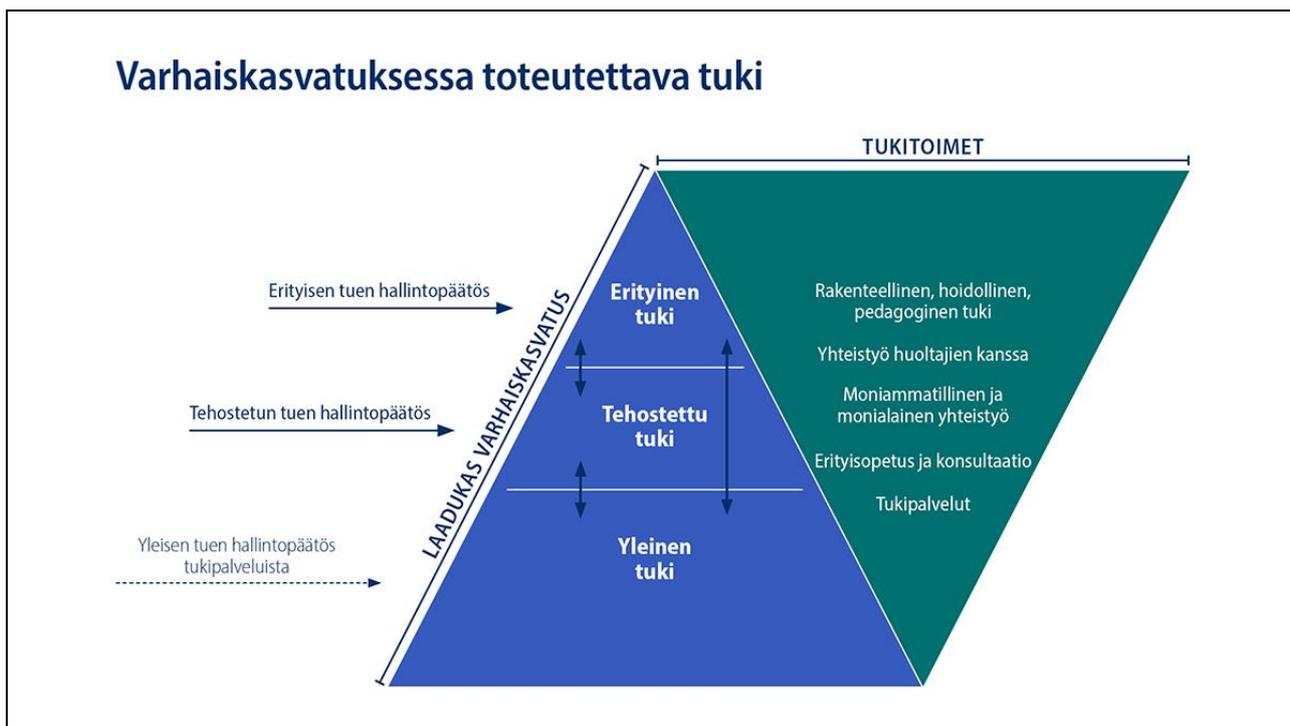 Varhaiskasvatuksessa toteutettava tuki
TUKITOIMET
LAADUKAS VARHAISKASVATUS
Erityisen tuen hallintopäätös
Tehostetun tuen hallintopäätös
Yleisen tuen hallintopäätös
tukipalveluista
Erityinen
tuki
Tehostettu
tuki
Yleinen
tuki
Rakenteellinen, hoidollinen,
pedagoginen tuki
Yhteistyö huoltajien kanssa
Moniammatillinen ja
monialainen yhteistyö
Erityisopetus ja konsultaatio
Tukipalvelut